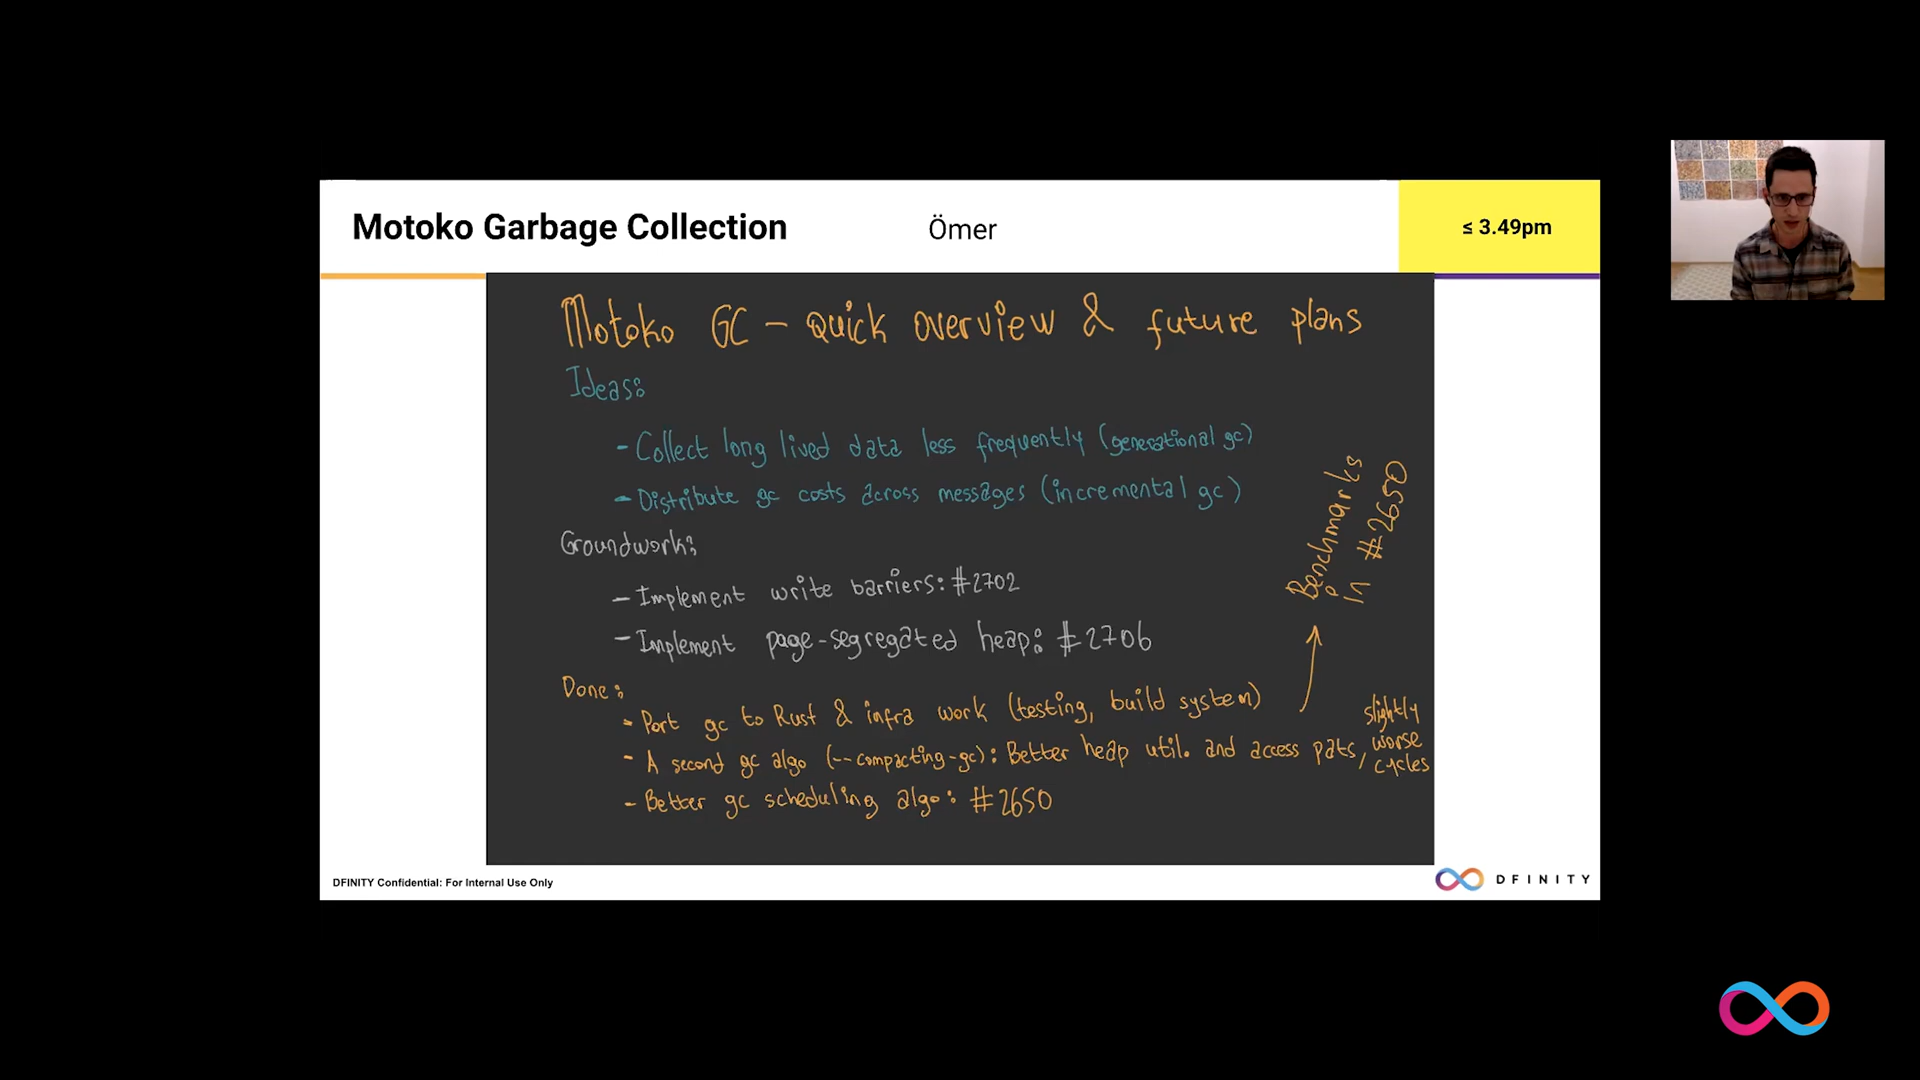 Motoko Garbage Collection
Ömer
≤ 3.49pm
Motoko GC - quick overview & future plans
Ideas:
- Collect long lived data less frequently (generational gc)
- Distribute gc costs across messages (incremental gc)
Groundwork:
- Implement write barriers: #2702
- Implement page-segregated heap: #2706
Benchmarks
in #2650
Done:
- Port gc to Rust & infra work (testing, build system)
- A second gc algo (--compacting-gc): Better heap util. and access pats, slightly
worse
cycles
- Better gc scheduling algo: #2650
DFINITY Confidential: For Internal Use Only
DFINITY